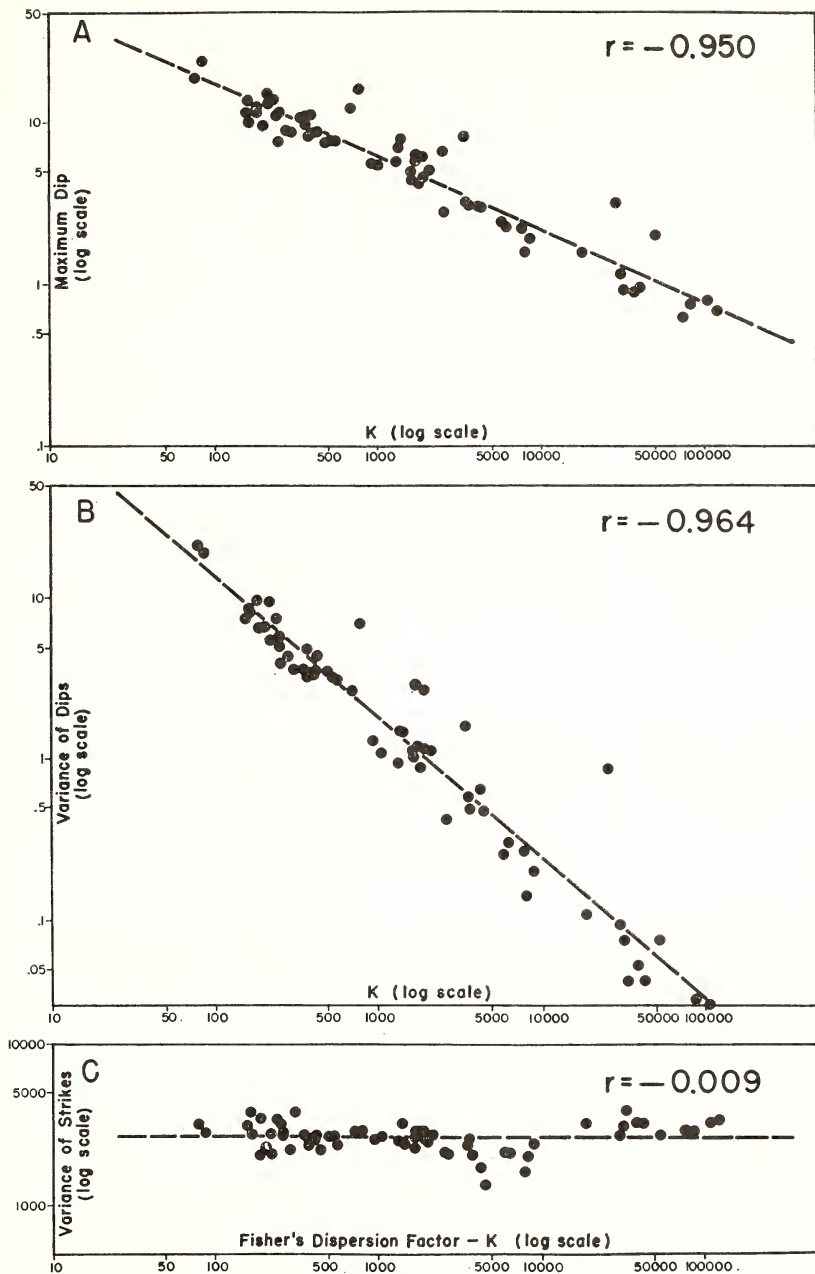 50
A
r = −0.950
10
5
Maximum Dip
(log scale)
1
.5
.1
K (log scale)
10 50 100 500 1000 5000 10000 50000 100000
50
B
r = −0.964
10
5
Variance of Dips
(log scale)
1
.5
.1
.05
K (log scale)
10 50 100 500 1000 5000 10000 50000 100000
10000
C
r = −0.009
5000
Variance of Strikes
(log scale)
1000
Fisher's Dispersion Factor – K (log scale)
10 50 100 500 1000 5000 10000 50000 100000